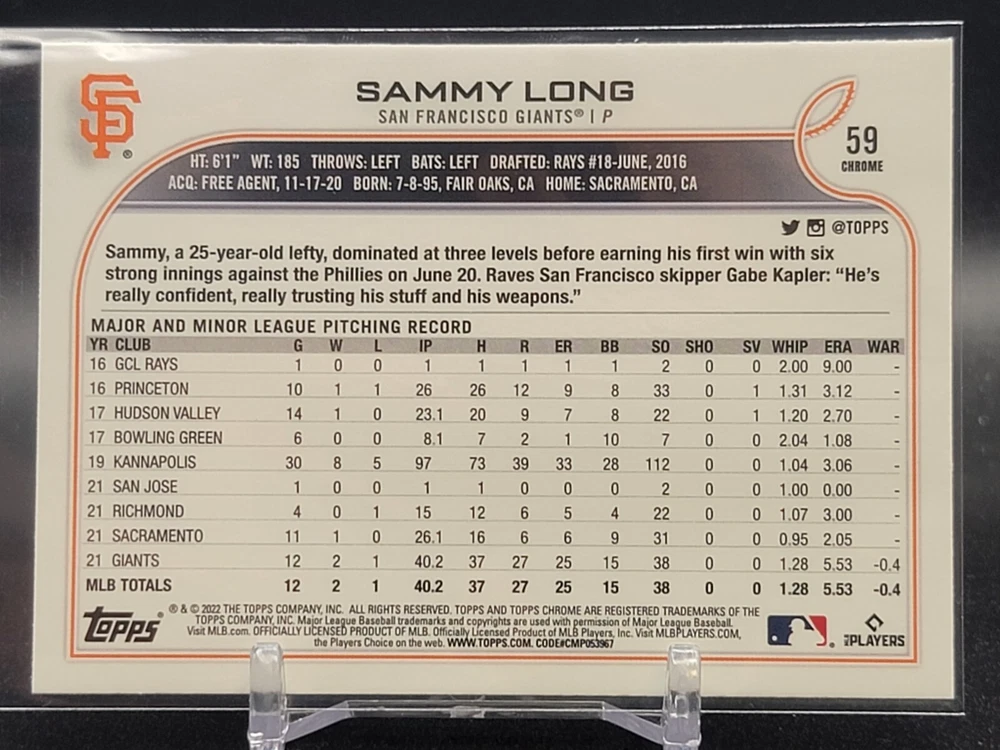 SF®
SAMMY LONG
SAN FRANCISCO GIANTS® | P
59
CHROME
HT: 6'1" WT: 185 THROWS: LEFT BATS: LEFT DRAFTED: RAYS #18-JUNE, 2016
ACQ: FREE AGENT, 11-17-20 BORN: 7-8-95, FAIR OAKS, CA HOME: SACRAMENTO, CA
@TOPPS
Sammy, a 25-year-old lefty, dominated at three levels before earning his first win with six
strong innings against the Phillies on June 20. Raves San Francisco skipper Gabe Kapler: “He’s
really confident, really trusting his stuff and his weapons.”
MAJOR AND MINOR LEAGUE PITCHING RECORD
YR CLUB G W L IP H R ER BB SO SHO SV WHIP ERA WAR
16 GCL RAYS 1 0 0 1 1 1 1 1 2 0 0 2.00 9.00 -
16 PRINCETON 10 1 1 26 26 12 9 8 33 0 1 1.31 3.12 -
17 HUDSON VALLEY 14 1 0 23.1 20 9 7 8 22 0 1 1.20 2.70 -
17 BOWLING GREEN 6 0 0 8.1 7 2 1 10 7 0 0 2.04 1.08 -
19 KANNAPOLIS 30 8 5 97 73 39 33 28 112 0 0 1.04 3.06 -
21 SAN JOSE 1 0 0 1 1 0 0 0 2 0 0 1.00 0.00 -
21 RICHMOND 4 0 1 15 12 6 5 4 22 0 0 1.07 3.00 -
21 SACRAMENTO 11 1 0 26.1 16 6 6 9 31 0 0 0.95 2.05 -
21 GIANTS 12 2 1 40.2 37 27 25 15 38 0 0 1.28 5.53 -0.4
MLB TOTALS 12 2 1 40.2 37 27 25 15 38 0 0 1.28 5.53 -0.4
Topps®
® & © 2022 THE TOPPS COMPANY, INC. ALL RIGHTS RESERVED. TOPPS AND TOPPS CHROME ARE REGISTERED TRADEMARKS OF THE
TOPPS COMPANY, INC. Major League Baseball trademarks and copyrights are used with permission of Major League Baseball.
Visit MLB.com. OFFICIALLY LICENSED PRODUCT OF MLB. Officially Licensed Product of MLB Players, Inc. Visit MLBPLAYERS.COM,
the Players Choice on the web. WWW.TOPPS.COM. CODE#CMP053967
MLBPLAYERS